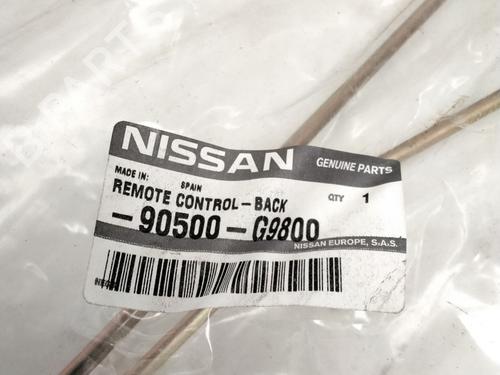 NISSAN
GENUINE PARTS
MADE IN: SPAIN
REMOTE CONTROL-BACK QTY 1
-90500-G9800
NISSAN EUROPE, S.A.S.